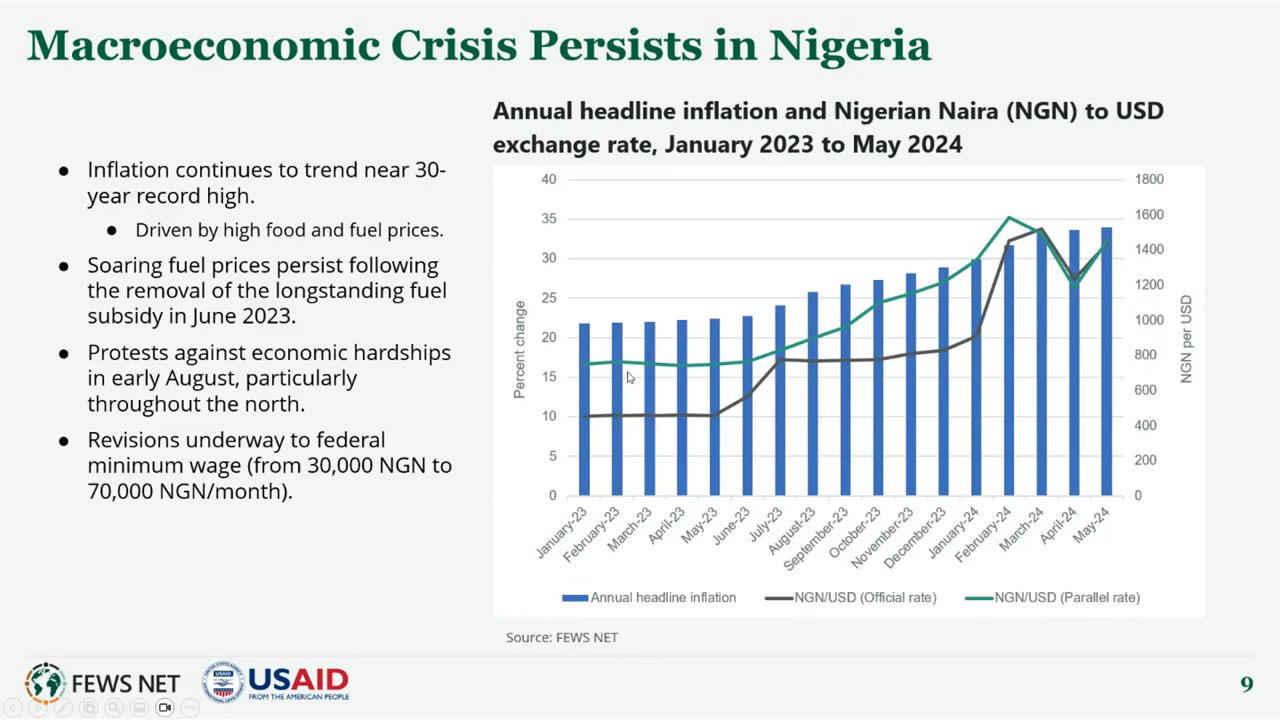 Macroeconomic Crisis Persists in Nigeria
● Inflation continues to trend near 30-
year record high.
● Driven by high food and fuel prices.
● Soaring fuel prices persist following
the removal of the longstanding fuel
subsidy in June 2023.
● Protests against economic hardships
in early August, particularly
throughout the north.
● Revisions underway to federal
minimum wage (from 30,000 NGN to
70,000 NGN/month).
Annual headline inflation and Nigerian Naira (NGN) to USD
exchange rate, January 2023 to May 2024
Percent change
40
35
30
25
20
15
10
5
0
1800
1600
1400
1200
1000
800
600
400
200
0
NGN per USD
January-23
February-23
March-23
April-23
May-23
June-23
July-23
August-23
September-23
October-23
November-23
December-23
January-24
February-24
March-24
April-24
May-24
Annual headline inflation
NGN/USD (Official rate)
NGN/USD (Parallel rate)
Source: FEWS NET
FEWS NET
USAID
USAID
FROM THE AMERICAN PEOPLE
9